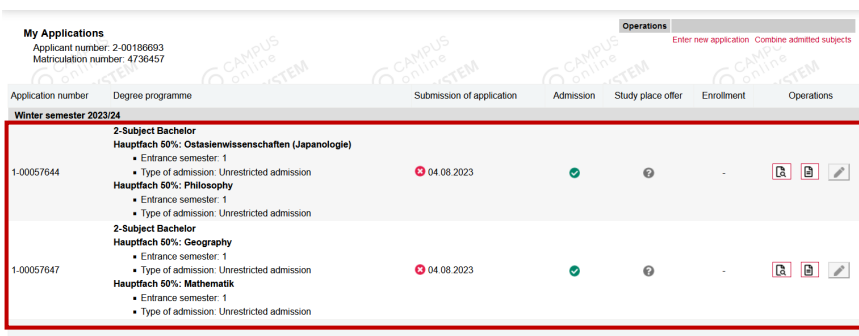 Operations
My Applications
Enter new application Combine admitted subjects
Applicant number: 2-00186693
Matriculation number: 4736457
Application number Degree programme Submission of application Admission Study place offer Enrollment Operations
Winter semester 2023/24
2-Subject Bachelor
Hauptfach 50%: Ostasienwissenschaften (Japanologie)
▪ Entrance semester: 1
1-00057644 ▪ Type of admission: Unrestricted admission 04.08.2023 -
Hauptfach 50%: Philosophy
▪ Entrance semester: 1
▪ Type of admission: Unrestricted admission
2-Subject Bachelor
Hauptfach 50%: Geography
▪ Entrance semester: 1
1-00057647 ▪ Type of admission: Unrestricted admission 04.08.2023 -
Hauptfach 50%: Mathematik
▪ Entrance semester: 1
▪ Type of admission: Unrestricted admission